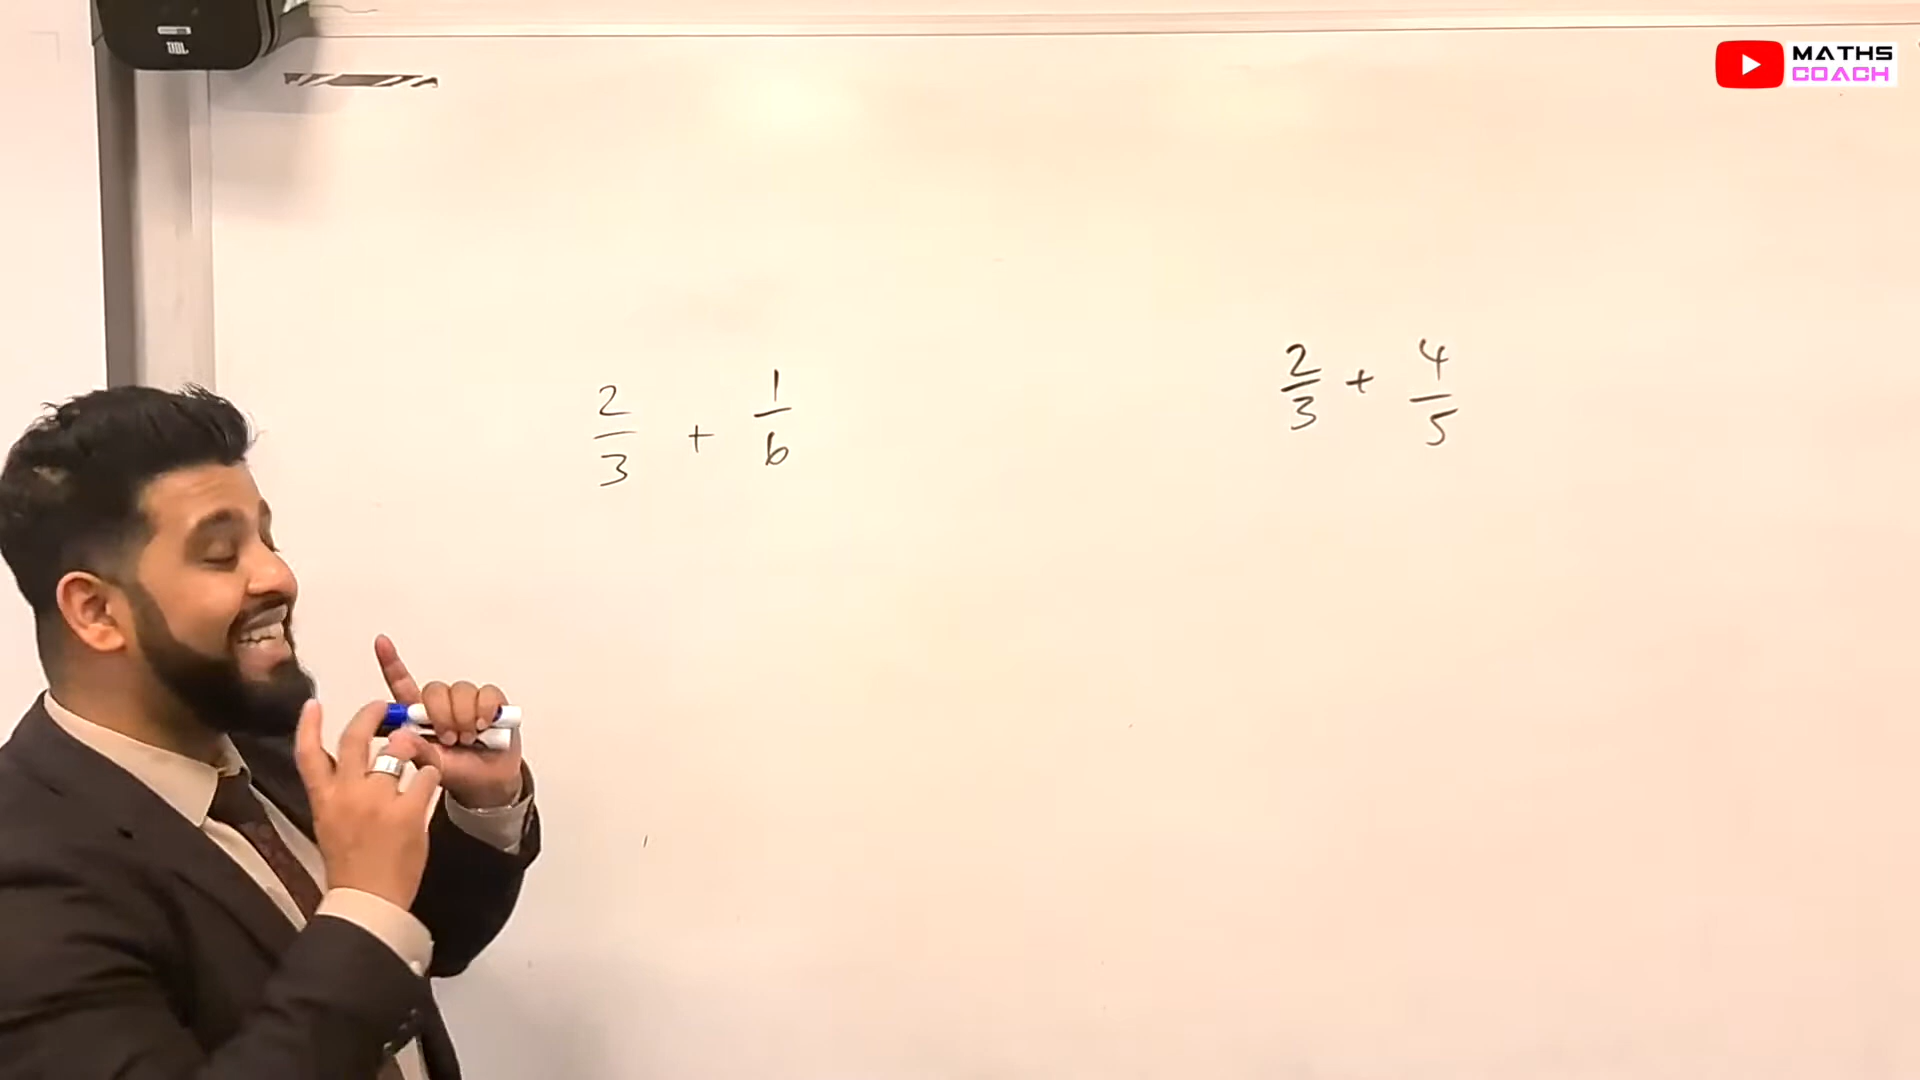 JBL
MATHS
COACH
2/3 + 1/6
2/3 + 4/5